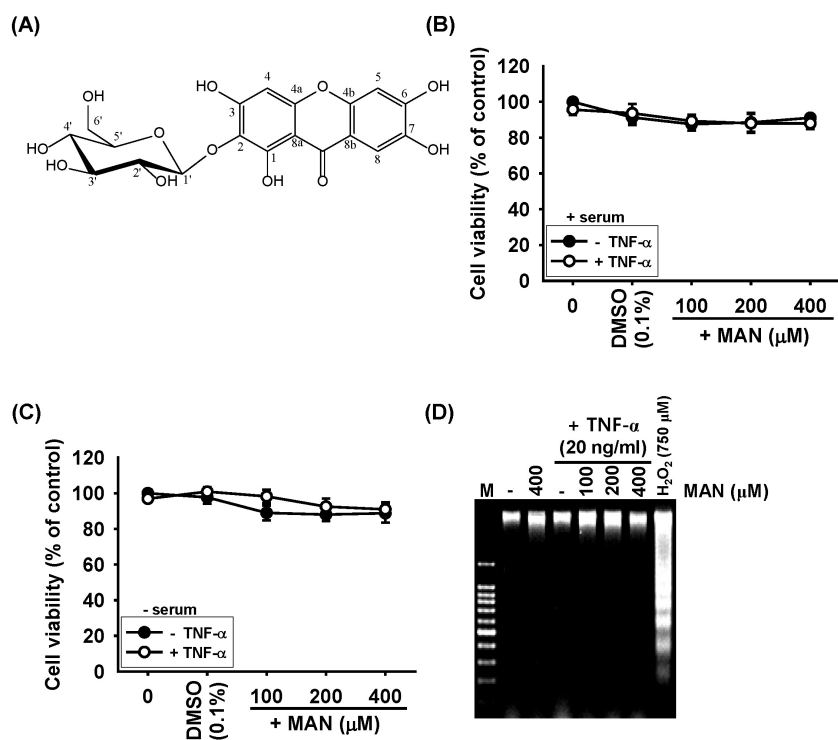 (A)
OH
6'
4'
5'
O
HO
HO
3'
2'
OH
1'
O
HO
3
4
4a
O
4b
5
6
OH
2
1
8a
8b
8
7
OH
OH
O
(B)
Cell viability (% of control)
120
100
80
60
40
20
0
+ serum
- TNF-α
+ TNF-α
0
DMSO
(0.1%)
100 200 400
+ MAN (μM)
(C)
Cell viability (% of control)
120
100
80
60
40
20
0
- serum
- TNF-α
+ TNF-α
0
DMSO
(0.1%)
100 200 400
+ MAN (μM)
(D)
+ TNF-α
(20 ng/ml)
M - 400 - 100 200 400 H₂O₂ (750 μM) MAN (μM)